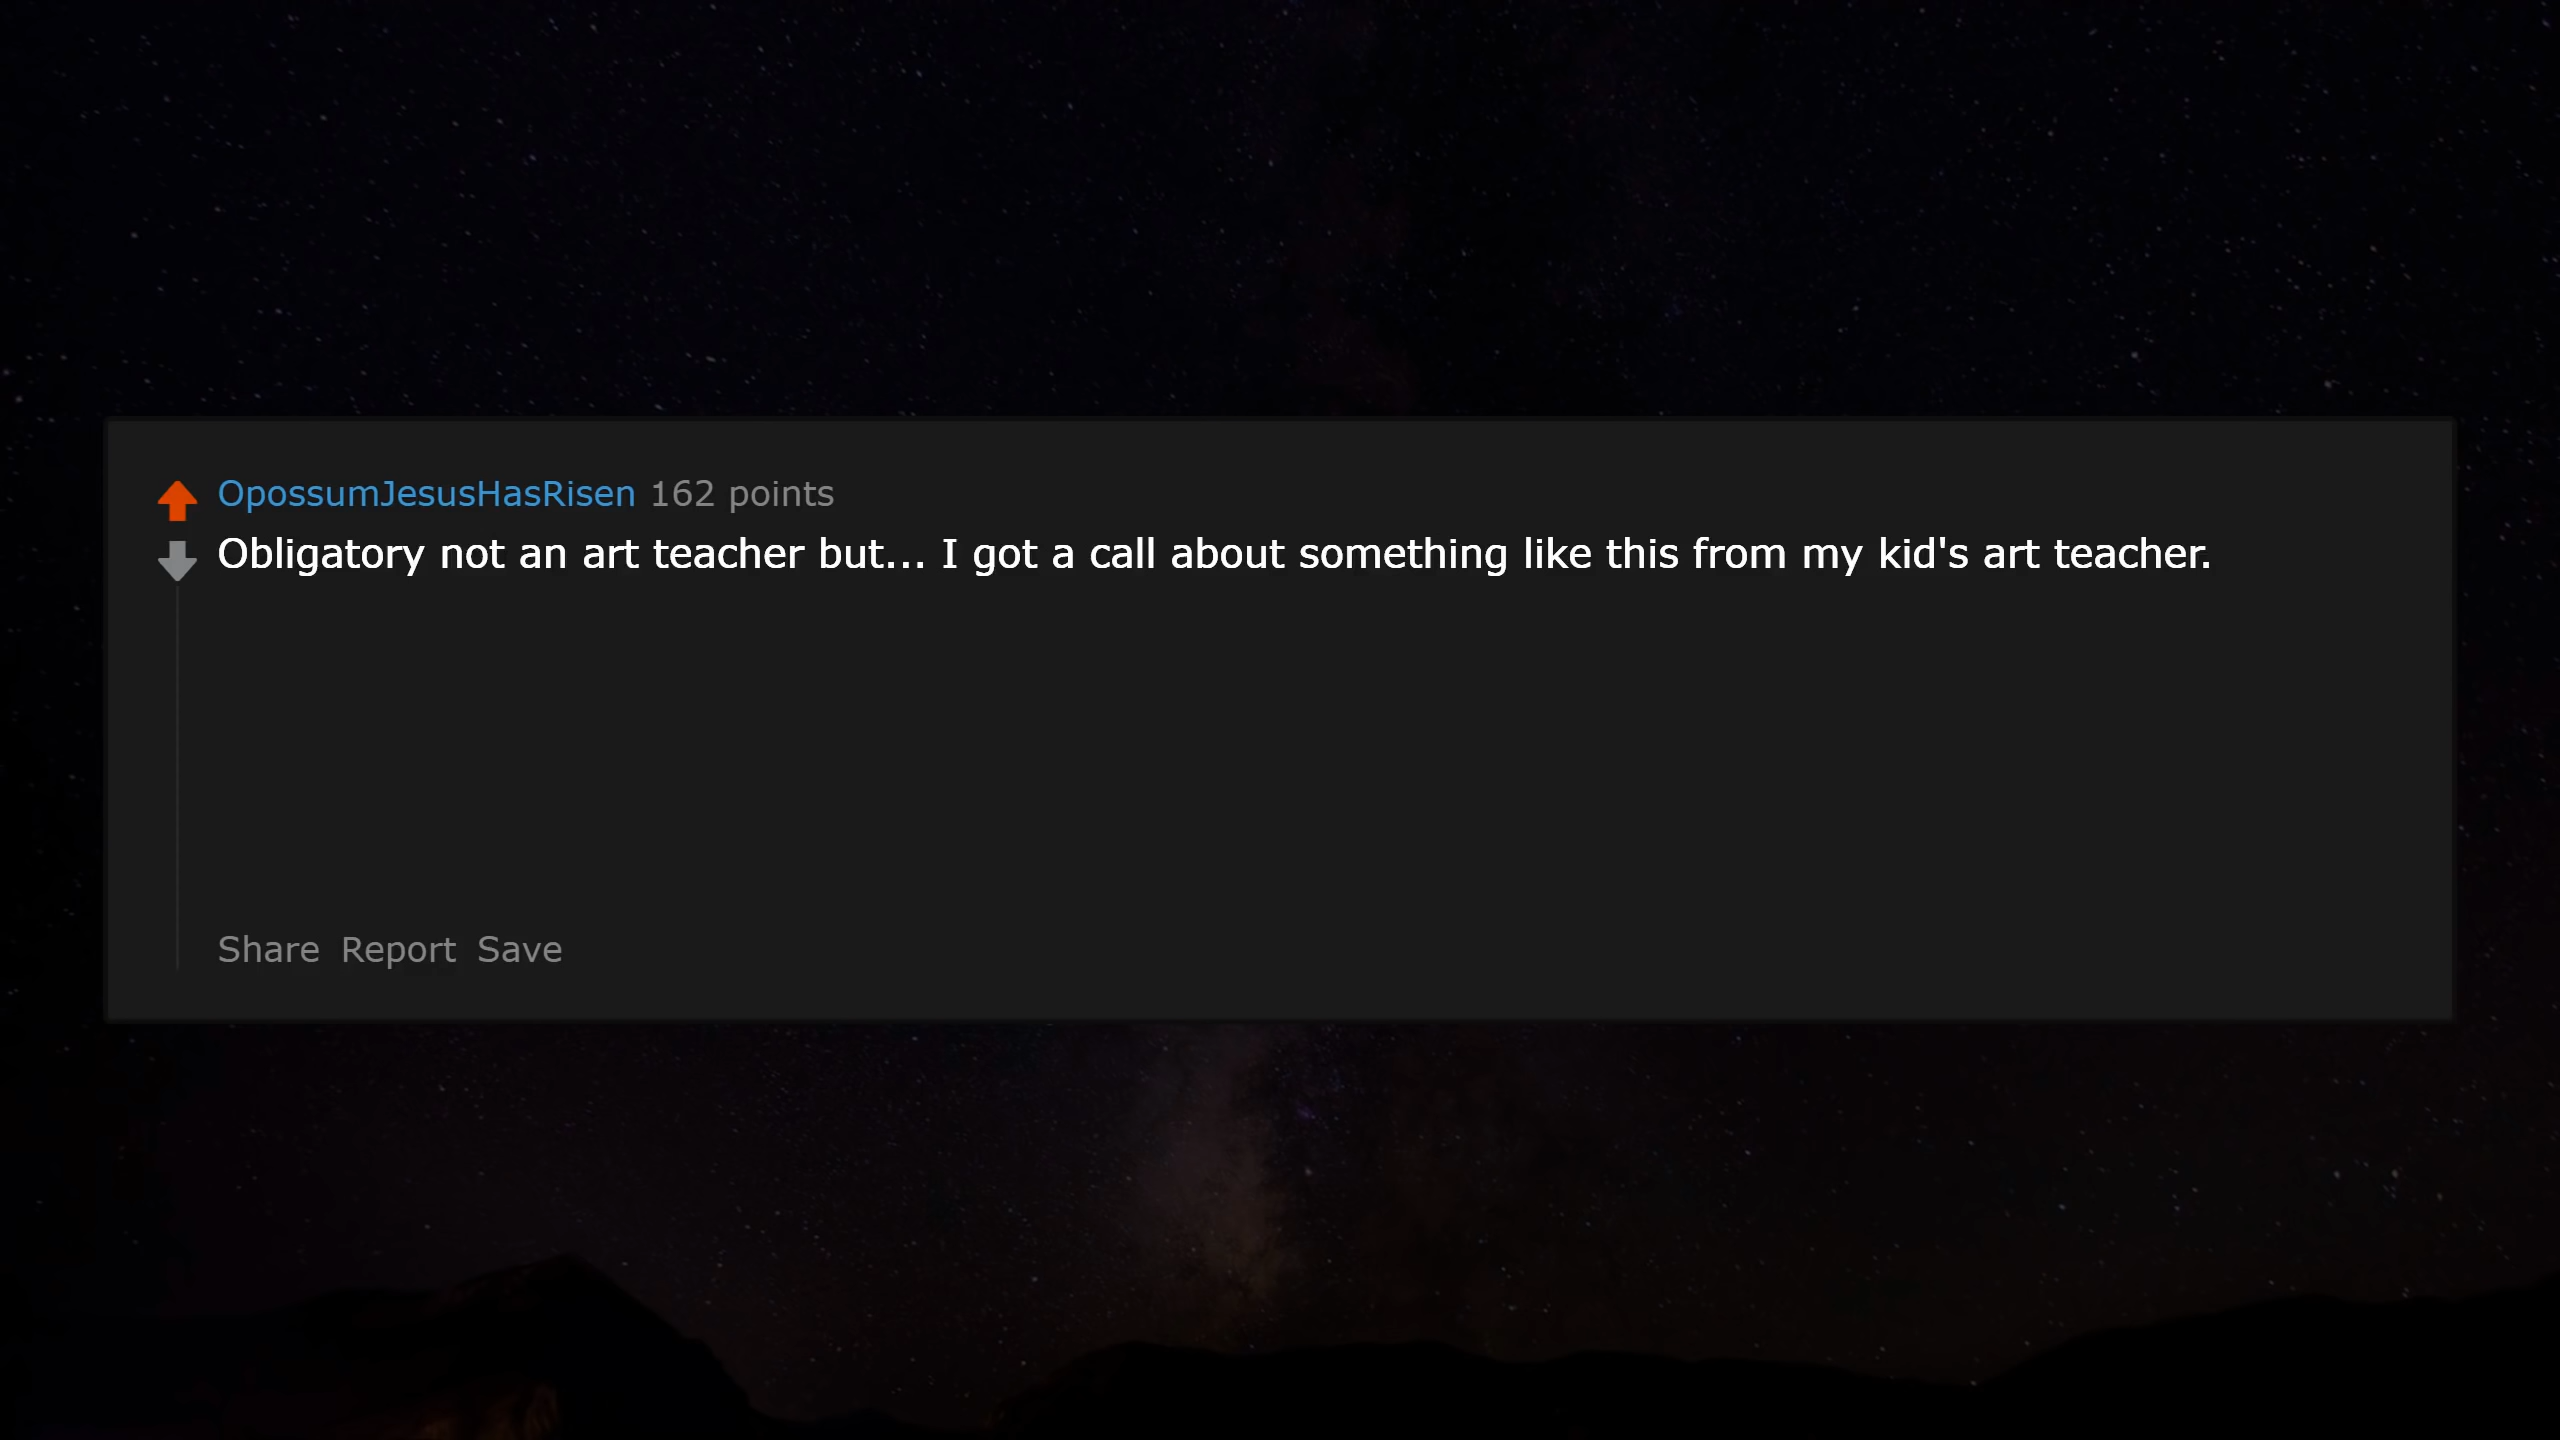 OpossumJesusHasRisen 162 points
Obligatory not an art teacher but... I got a call about something like this from my kid's art teacher.
Share Report Save